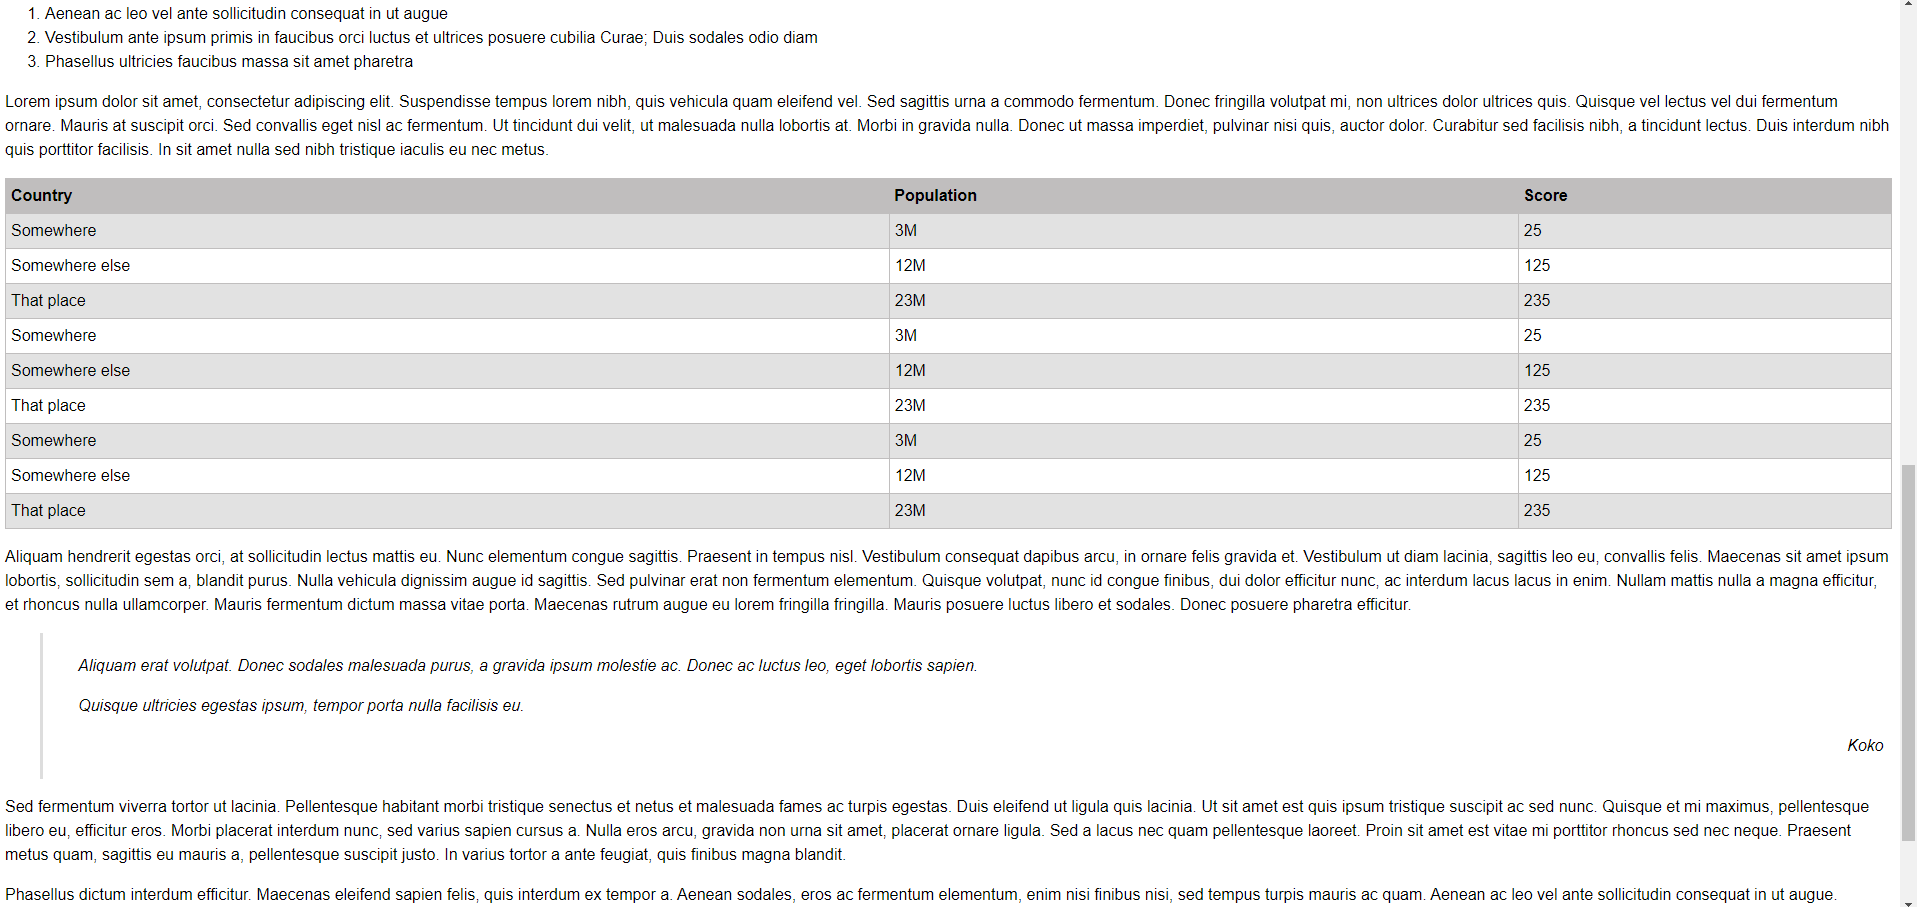 1. Aenean ac leo vel ante sollicitudin consequat in ut augue
2. Vestibulum ante ipsum primis in faucibus orci luctus et ultrices posuere cubilia Curae; Duis sodales odio diam
3. Phasellus ultricies faucibus massa sit amet pharetra
Lorem ipsum dolor sit amet, consectetur adipiscing elit. Suspendisse tempus lorem nibh, quis vehicula quam eleifend vel. Sed sagittis urna a commodo fermentum. Donec fringilla volutpat mi, non ultrices dolor ultrices quis. Quisque vel lectus vel dui fermentum
ornare. Mauris at suscipit orci. Sed convallis eget nisl ac fermentum. Ut tincidunt dui velit, ut malesuada nulla lobortis at. Morbi in gravida nulla. Donec ut massa imperdiet, pulvinar nisi quis, auctor dolor. Curabitur sed facilisis nibh, a tincidunt lectus. Duis interdum nibh
quis porttitor facilisis. In sit amet nulla sed nibh tristique iaculis eu nec metus.
Country Population Score
Somewhere 3M 25
Somewhere else 12M 125
That place 23M 235
Somewhere 3M 25
Somewhere else 12M 125
That place 23M 235
Somewhere 3M 25
Somewhere else 12M 125
That place 23M 235
Aliquam hendrerit egestas orci, at sollicitudin lectus mattis eu. Nunc elementum congue sagittis. Praesent in tempus nisl. Vestibulum consequat dapibus arcu, in ornare felis gravida et. Vestibulum ut diam lacinia, sagittis leo eu, convallis felis. Maecenas sit amet ipsum
lobortis, sollicitudin sem a, blandit purus. Nulla vehicula dignissim augue id sagittis. Sed pulvinar erat non fermentum elementum. Quisque volutpat, nunc id congue finibus, dui dolor efficitur nunc, ac interdum lacus lacus in enim. Nullam mattis nulla a magna efficitur,
et rhoncus nulla ullamcorper. Mauris fermentum dictum massa vitae porta. Maecenas rutrum augue eu lorem fringilla fringilla. Mauris posuere luctus libero et sodales. Donec posuere pharetra efficitur.
Aliquam erat volutpat. Donec sodales malesuada purus, a gravida ipsum molestie ac. Donec ac luctus leo, eget lobortis sapien.
Quisque ultricies egestas ipsum, tempor porta nulla facilisis eu.
Koko
Sed fermentum viverra tortor ut lacinia. Pellentesque habitant morbi tristique senectus et netus et malesuada fames ac turpis egestas. Duis eleifend ut ligula quis lacinia. Ut sit amet est quis ipsum tristique suscipit ac sed nunc. Quisque et mi maximus, pellentesque
libero eu, efficitur eros. Morbi placerat interdum nunc, sed varius sapien cursus a. Nulla eros arcu, gravida non urna sit amet, placerat ornare ligula. Sed a lacus nec quam pellentesque laoreet. Proin sit amet est vitae mi porttitor rhoncus sed nec neque. Praesent
metus quam, sagittis eu mauris a, pellentesque suscipit justo. In varius tortor a ante feugiat, quis finibus magna blandit.
Phasellus dictum interdum efficitur. Maecenas eleifend sapien felis, quis interdum ex tempor a. Aenean sodales, eros ac fermentum elementum, enim nisi finibus nisi, sed tempus turpis mauris ac quam. Aenean ac leo vel ante sollicitudin consequat in ut augue.